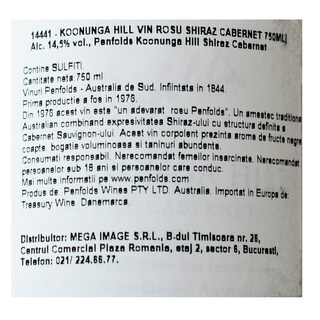 14441 - KOONUNGA HILL VIN ROSU SHIRAZ CABERNET 750ML|
Alc. 14,5% vol., Penfolds Koonunga Hill Shiraz Cabernet
Contine SULFITI.
Cantitate neta 750 ml
Vinuri Penfolds - Australia de Sud. Infiintata in 1844.
Prima productie a fos in 1976.
Din 1976 acest vin este "un adevarat rosu Penfolds". Un amestec traditional
Australian combinand expresivitatea Shiraz-ului cu structura definita a
Cabernet Sauvignon-ului. Acest vin corpolent prezinta arome de fructe negre
coapte bogatie voluminoasa si taninuri abundente.
Consumati responsabil. Nerecomandat femeilor insarcinate. Nerecomandat
persoanelor sub 18 ani si persoanelor care conduc.
Mai multe informatii pe www.penfolds.com
Produs de Penfolds Wines PTY LTD. Australia. Importat in Europa de:
Treasury Wine Danemarca.
Distribuitor: MEGA IMAGE S.R.L., B-dul Timisoara nr. 26,
Centrul Comercial Plaza Romania, etaj 2, sector 6, Bucuresti,
Telefon: 021/ 224.66.77.